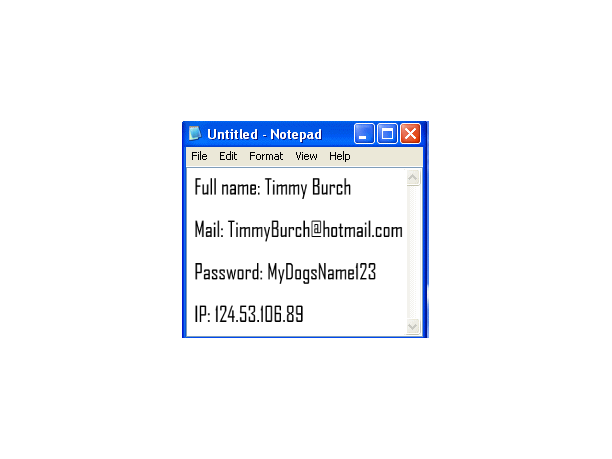 Untitled - Notepad
File Edit Format View Help
Full name: Timmy Burch
Mail: TimmyBurch@hotmail.com
Password: MyDogsName123
IP: 124.53.106.89